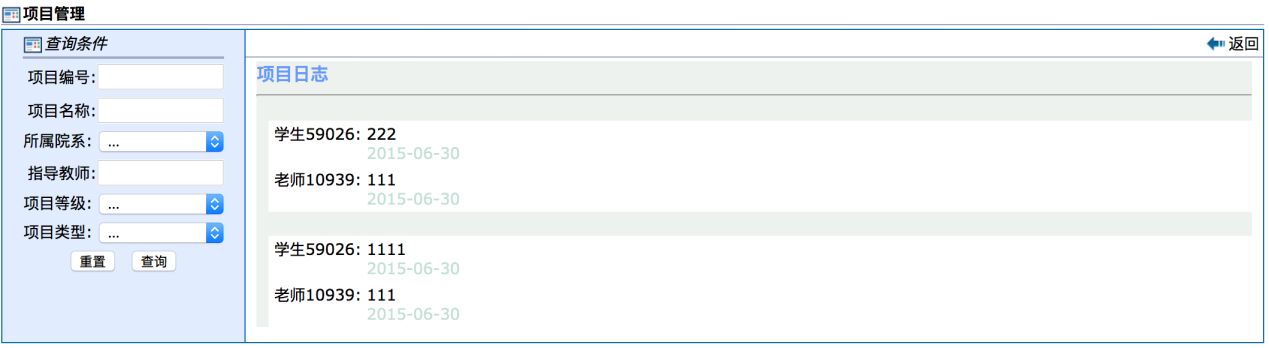 项目管理
查询条件
项目编号:
项目名称:
所属院系: ...
指导教师:
项目等级: ...
项目类型: ...
重置 查询
返回
项目日志
学生59026: 222
2015-06-30
老师10939: 111
2015-06-30
学生59026: 1111
2015-06-30
老师10939: 111
2015-06-30